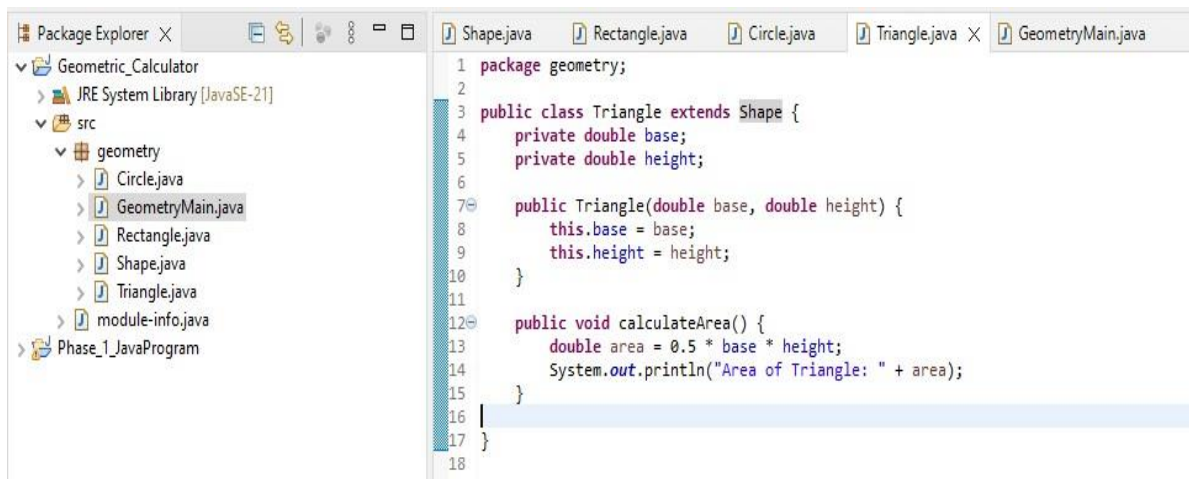 Package Explorer
Geometric_Calculator
JRE System Library [JavaSE-21]
src
geometry
Circle.java
GeometryMain.java
Rectangle.java
Shape.java
Triangle.java
module-info.java
Phase_1_JavaProgram
Shape.java Rectangle.java Circle.java Triangle.java GeometryMain.java
1 package geometry;
2
3 public class Triangle extends Shape {
4 private double base;
5 private double height;
6
7 public Triangle(double base, double height) {
8 this.base = base;
9 this.height = height;
10 }
11
12 public void calculateArea() {
13 double area = 0.5 * base * height;
14 System.out.println("Area of Triangle: " + area);
15 }
16
17 }
18